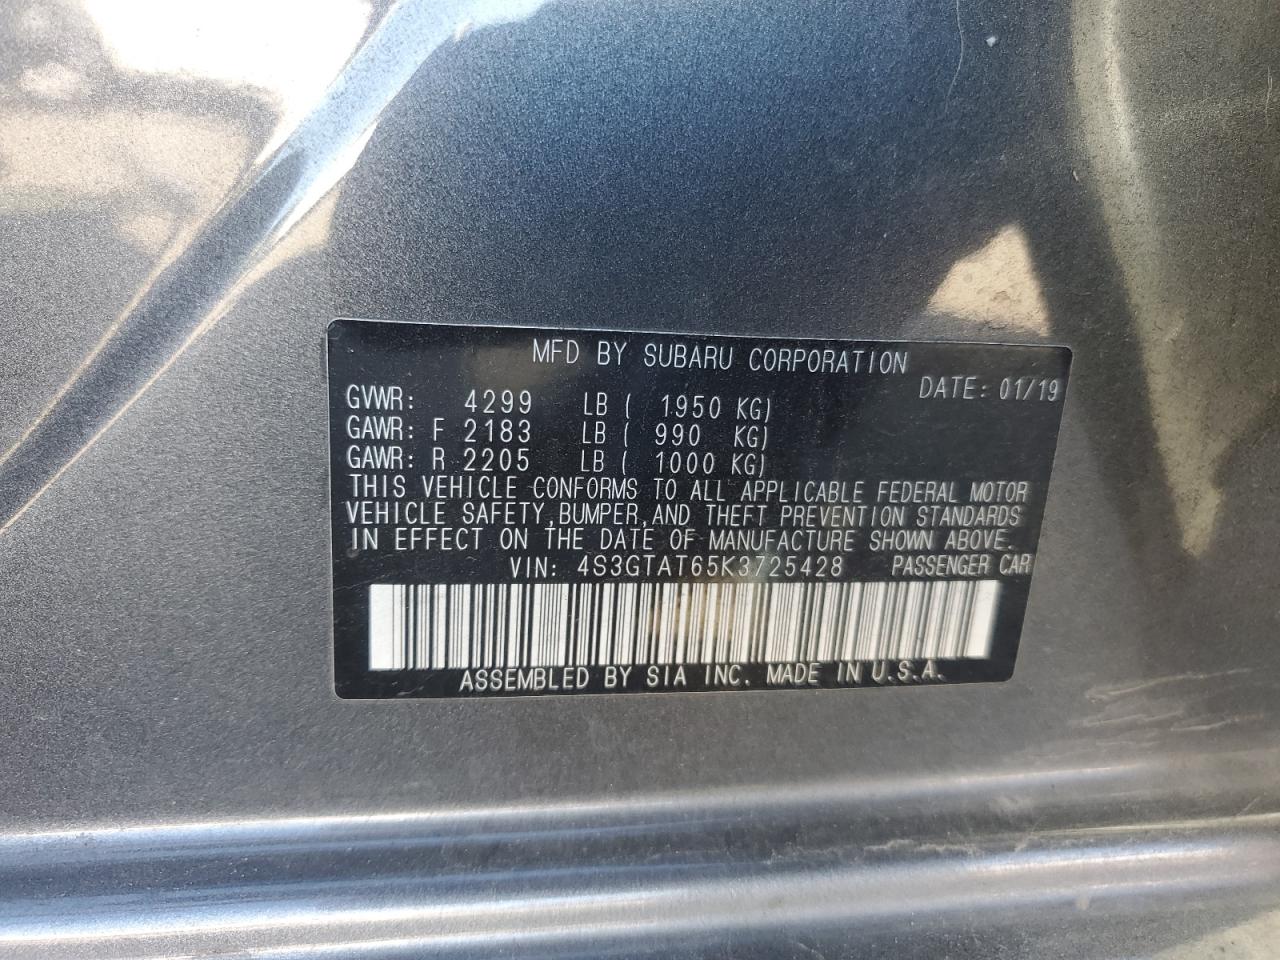 MFD BY SUBARU CORPORATION
DATE: 01/19
GVWR: 4299 LB ( 1950 KG)
GAWR: F 2183 LB ( 990 KG)
GAWR: R 2205 LB ( 1000 KG)
THIS VEHICLE CONFORMS TO ALL APPLICABLE FEDERAL MOTOR
VEHICLE SAFETY,BUMPER,AND THEFT PREVENTION STANDARDS
IN EFFECT ON THE DATE OF MANUFACTURE SHOWN ABOVE.
VIN: 4S3GTAT65K3725428 PASSENGER CAR
ASSEMBLED BY SIA INC. MADE IN U.S.A.